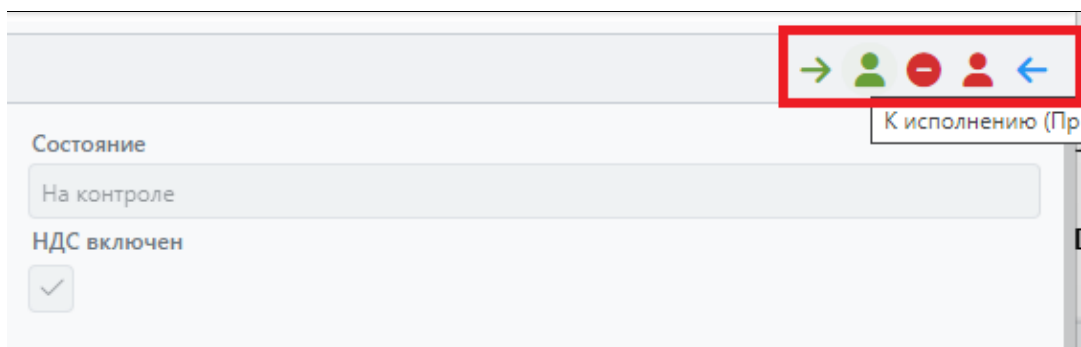 К исполнению (Пр
Состояние
На контроле
НДС включен